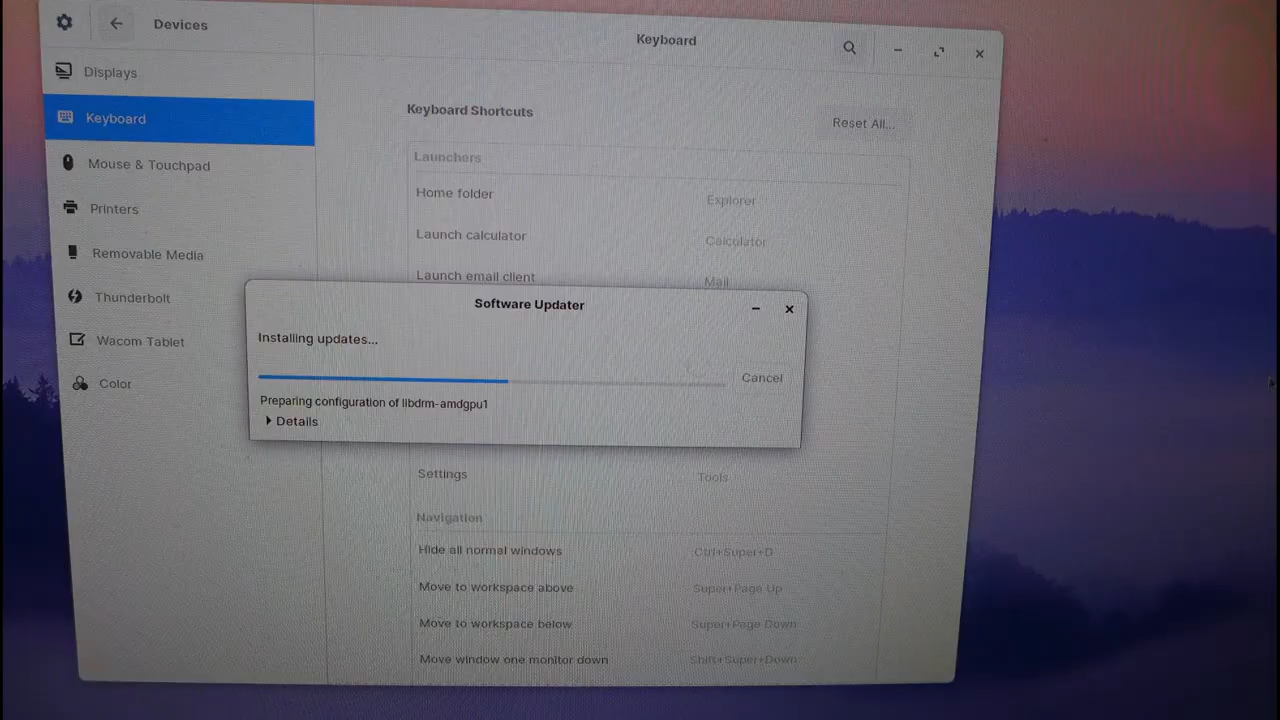 Devices
Keyboard
Displays
Keyboard
Mouse & Touchpad
Printers
Removable Media
Thunderbolt
Wacom Tablet
Color
Keyboard Shortcuts
Reset All...
Launchers
Home folder Explorer
Launch calculator Calculator
Launch email client Mail
Software Updater
Installing updates...
Cancel
Preparing configuration of libdrm-amdgpu1
Details
Settings Tools
Navigation
Hide all normal windows Ctrl+Super+D
Move to workspace above Super+Page Up
Move to workspace below Super+Page Down
Move window one monitor down Shift+Super+Down